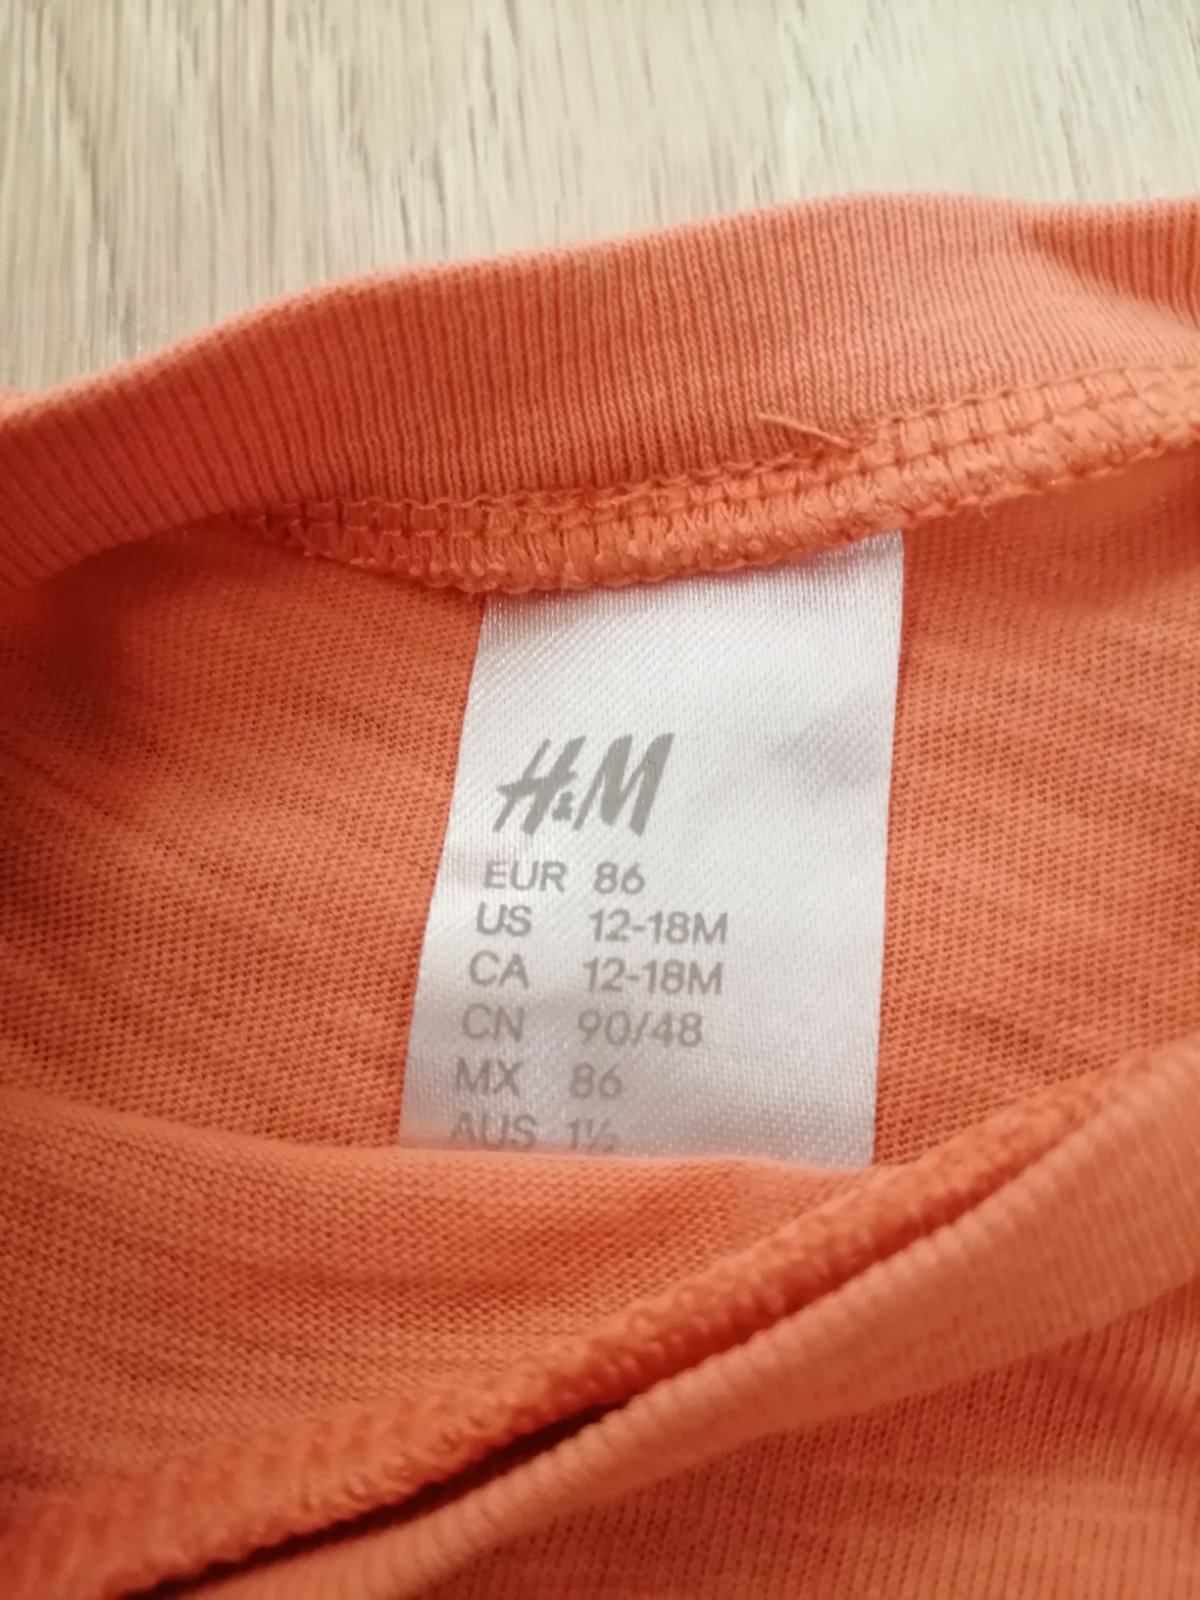 H&M
EUR 86
US 12-18M
CA 12-18M
CN 90/48
MX 86
AUS 1½